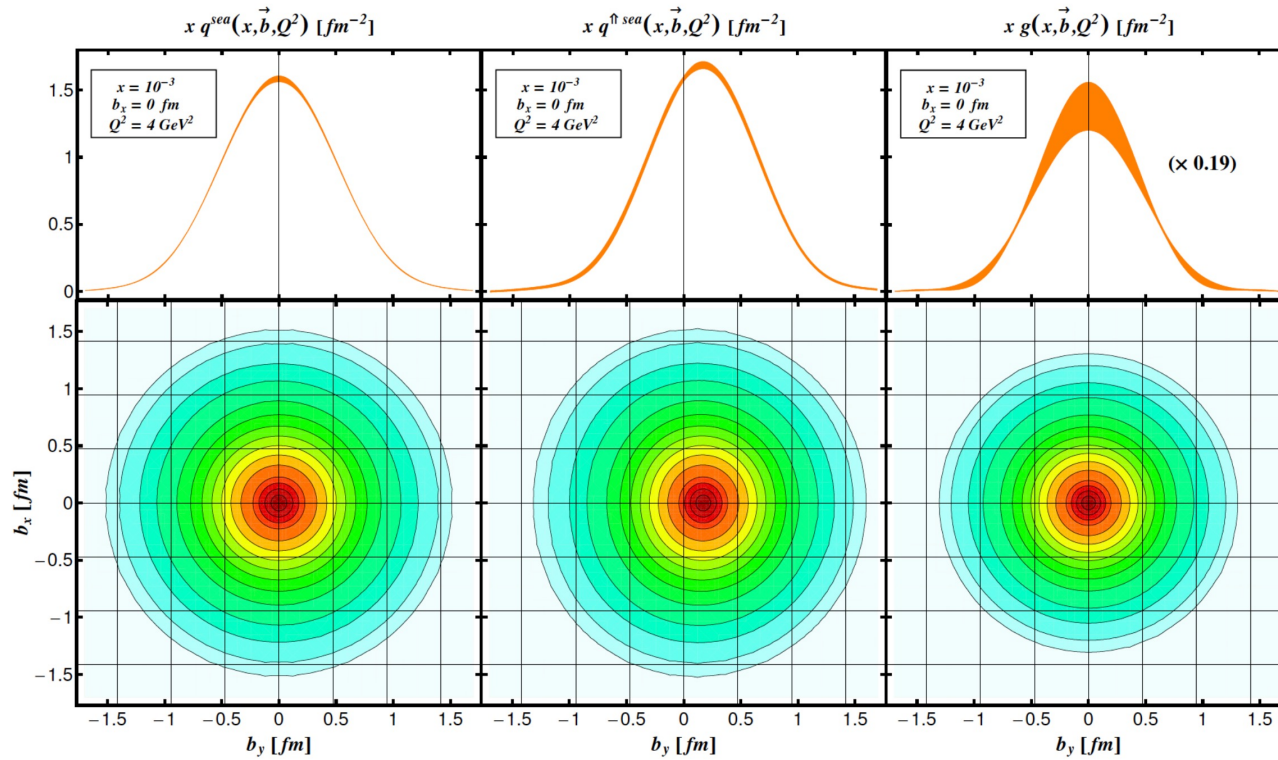 x q^sea(x,b⃗,Q²) [fm⁻²]
x q^⇑ sea(x,b⃗,Q²) [fm⁻²]
x g(x,b⃗,Q²) [fm⁻²]
x = 10⁻³
b_x = 0 fm
Q² = 4 GeV²
x = 10⁻³
b_x = 0 fm
Q² = 4 GeV²
x = 10⁻³
b_x = 0 fm
Q² = 4 GeV²
(× 0.19)
1.5
1
0.5
0
1.5
1
0.5
0
−0.5
−1
−1.5
b_x [fm]
−1.5 −1 −0.5 0 0.5 1 1.5
−1.5 −1 −0.5 0 0.5 1 1.5
−1.5 −1 −0.5 0 0.5 1 1.5
b_y [fm]
b_y [fm]
b_y [fm]